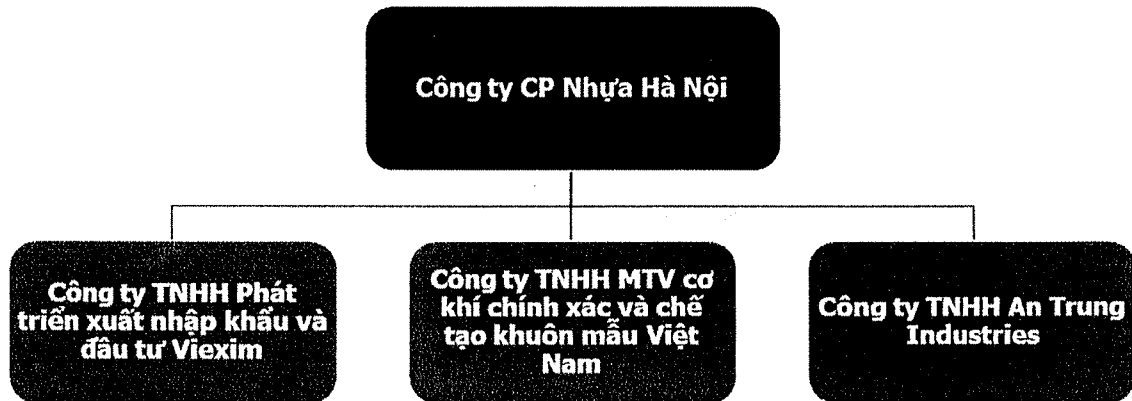 Công ty CP Nhựa Hà Nội
Công ty TNHH Phát
triển xuất nhập khẩu và
đầu tư Viexim
Công ty TNHH MTV cơ
khí chính xác và chế
tạo khuôn mẫu Việt
Nam
Công ty TNHH An Trung
Industries